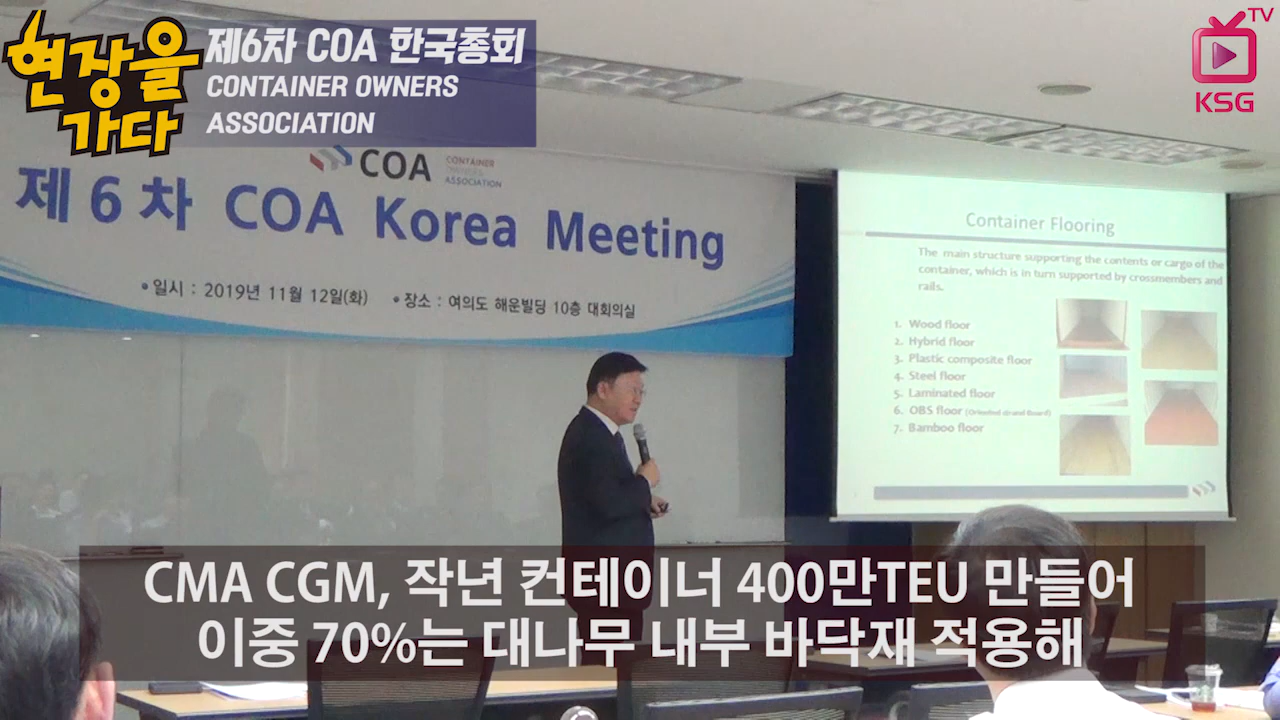 현장을
가다
제6차 COA 한국총회
CONTAINER OWNERS
ASSOCIATION
TV
KSG
COA
CONTAINER
OWNERS
ASSOCIATION
제 6 차 COA Korea Meeting
•일시 : 2019년 11월 12일(화) •장소 : 여의도 해운빌딩 10층 대회의실
Container Flooring
The main structure supporting the contents or cargo of the
container, which is in turn supported by crossmembers and
rails.
1. Wood floor
2. Hybrid floor
3. Plastic composite floor
4. Steel floor
5. Laminated floor
6. OBS floor (Oriented strand Board)
7. Bamboo floor
CMA CGM, 작년 컨테이너 400만TEU 만들어
이중 70%는 대나무 내부 바닥재 적용해